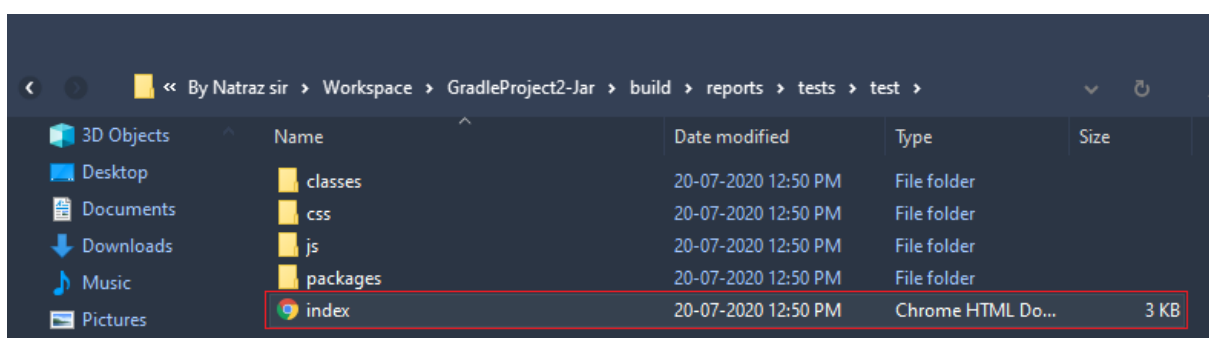 « By Natraz sir › Workspace › GradleProject2-Jar › build › reports › tests › test ›
3D Objects Name Date modified Type Size
Desktop classes 20-07-2020 12:50 PM File folder
Documents css 20-07-2020 12:50 PM File folder
Downloads js 20-07-2020 12:50 PM File folder
Music packages 20-07-2020 12:50 PM File folder
Pictures index 20-07-2020 12:50 PM Chrome HTML Do... 3 KB